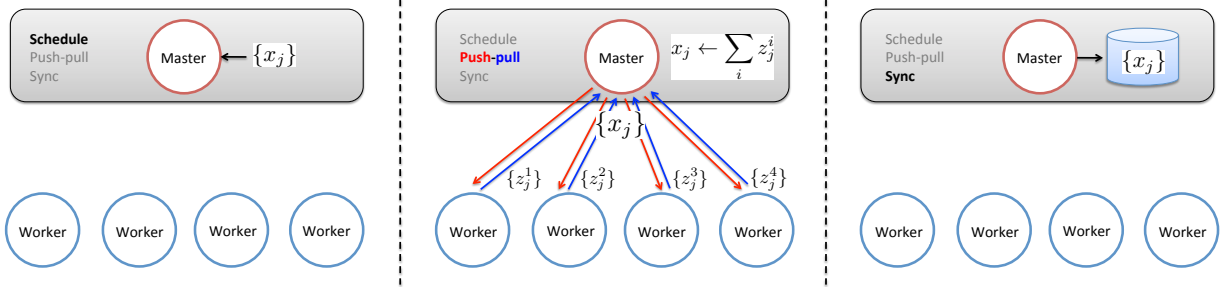 Schedule
Push-pull
Sync
Master
{x_j}
Worker
Worker
Worker
Worker
Schedule
Push-pull
Sync
Master
x_j ← ∑_i z_j^i
{x_j}
{z_j^1}
{z_j^2}
{z_j^3}
{z_j^4}
Worker
Worker
Worker
Worker
Schedule
Push-pull
Sync
Master
{x_j}
Worker
Worker
Worker
Worker